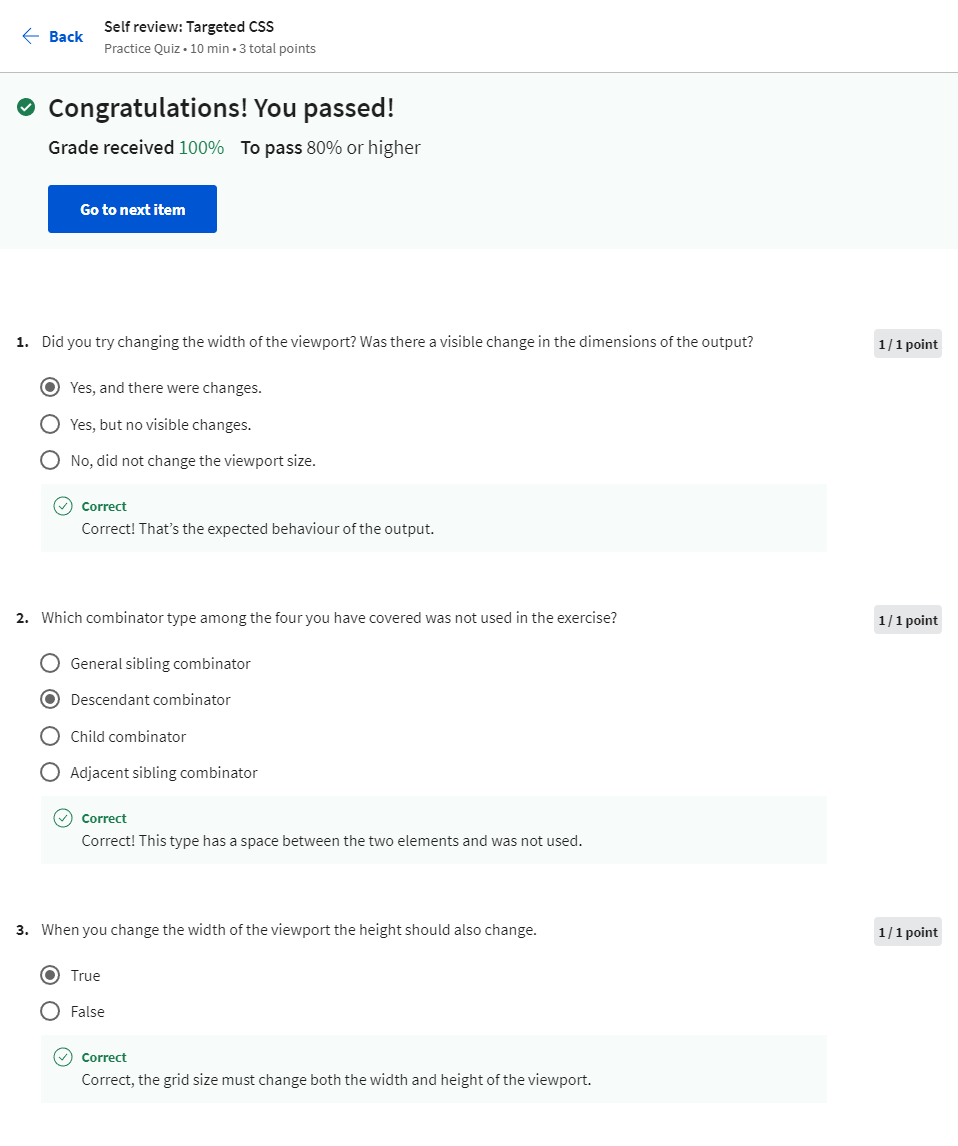 Back
Self review: Targeted CSS
Practice Quiz • 10 min • 3 total points
Congratulations! You passed!
Grade received 100% To pass 80% or higher
Go to next item
1. Did you try changing the width of the viewport? Was there a visible change in the dimensions of the output?
1 / 1 point
Yes, and there were changes.
Yes, but no visible changes.
No, did not change the viewport size.
Correct
Correct! That’s the expected behaviour of the output.
2. Which combinator type among the four you have covered was not used in the exercise?
1 / 1 point
General sibling combinator
Descendant combinator
Child combinator
Adjacent sibling combinator
Correct
Correct! This type has a space between the two elements and was not used.
3. When you change the width of the viewport the height should also change.
1 / 1 point
True
False
Correct
Correct, the grid size must change both the width and height of the viewport.